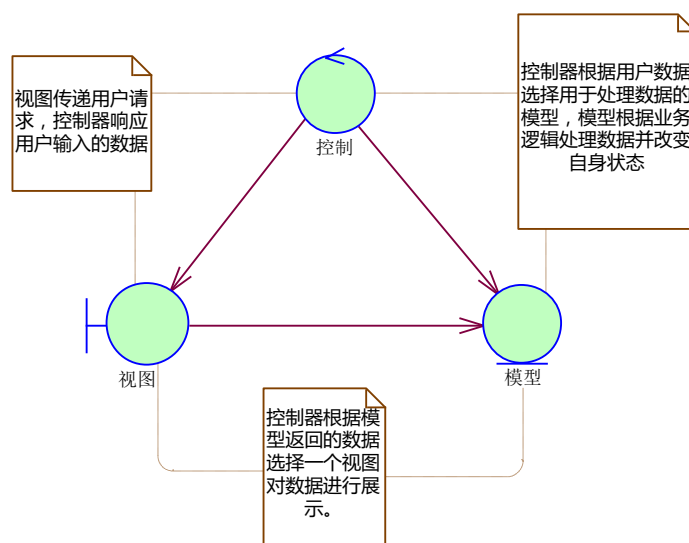 视图传递用户请
求，控制器响应
用户输入的数据
控制器根据用户数据
选择用于处理数据的
模型，模型根据业务
逻辑处理数据并改变
自身状态
控制
视图
模型
控制器根据模
型返回的数据
选择一个视图
对数据进行展
示。